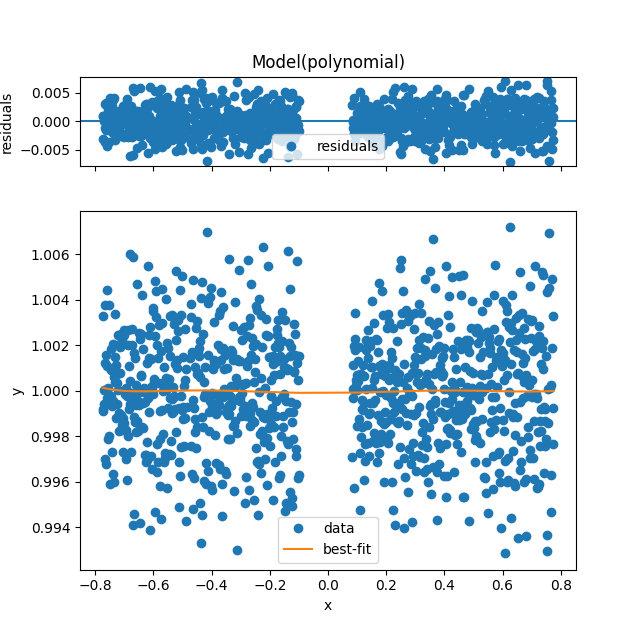 Model(polynomial)
0.005
0.000
−0.005
residuals
residuals
1.006
1.004
1.002
1.000
0.998
0.996
0.994
y
data
best-fit
−0.8 −0.6 −0.4 −0.2 0.0 0.2 0.4 0.6 0.8
x